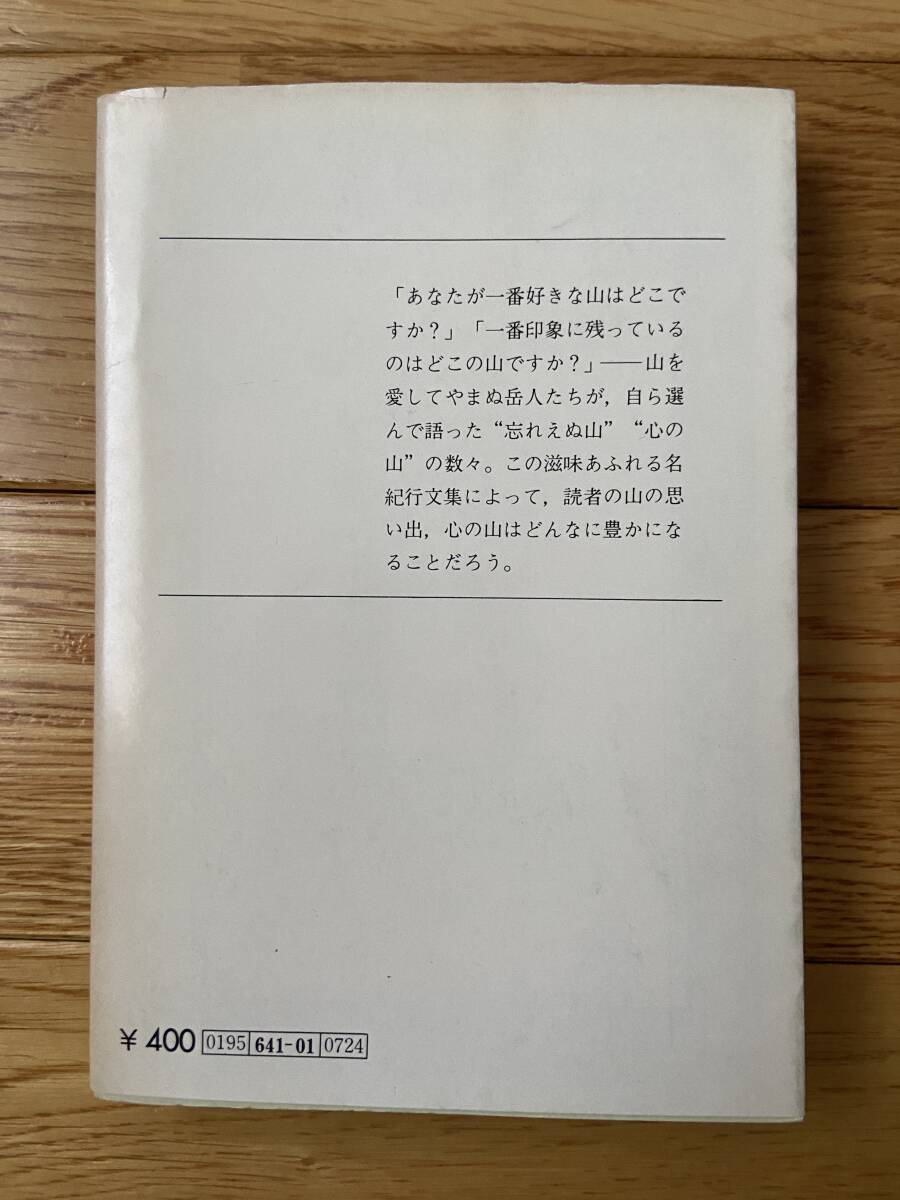 「あなたが一番好きな山はどこで
すか？」「一番印象に残っている
のはどこの山ですか？」――山を
愛してやまぬ岳人たちが，自ら選
んで語った“忘れえぬ山”“心の
山”の数々。この滋味あふれる名
紀行文集によって，読者の山の思
い出，心の山はどんなに豊かにな
ることだろう。
¥400 0195 641-01 0724